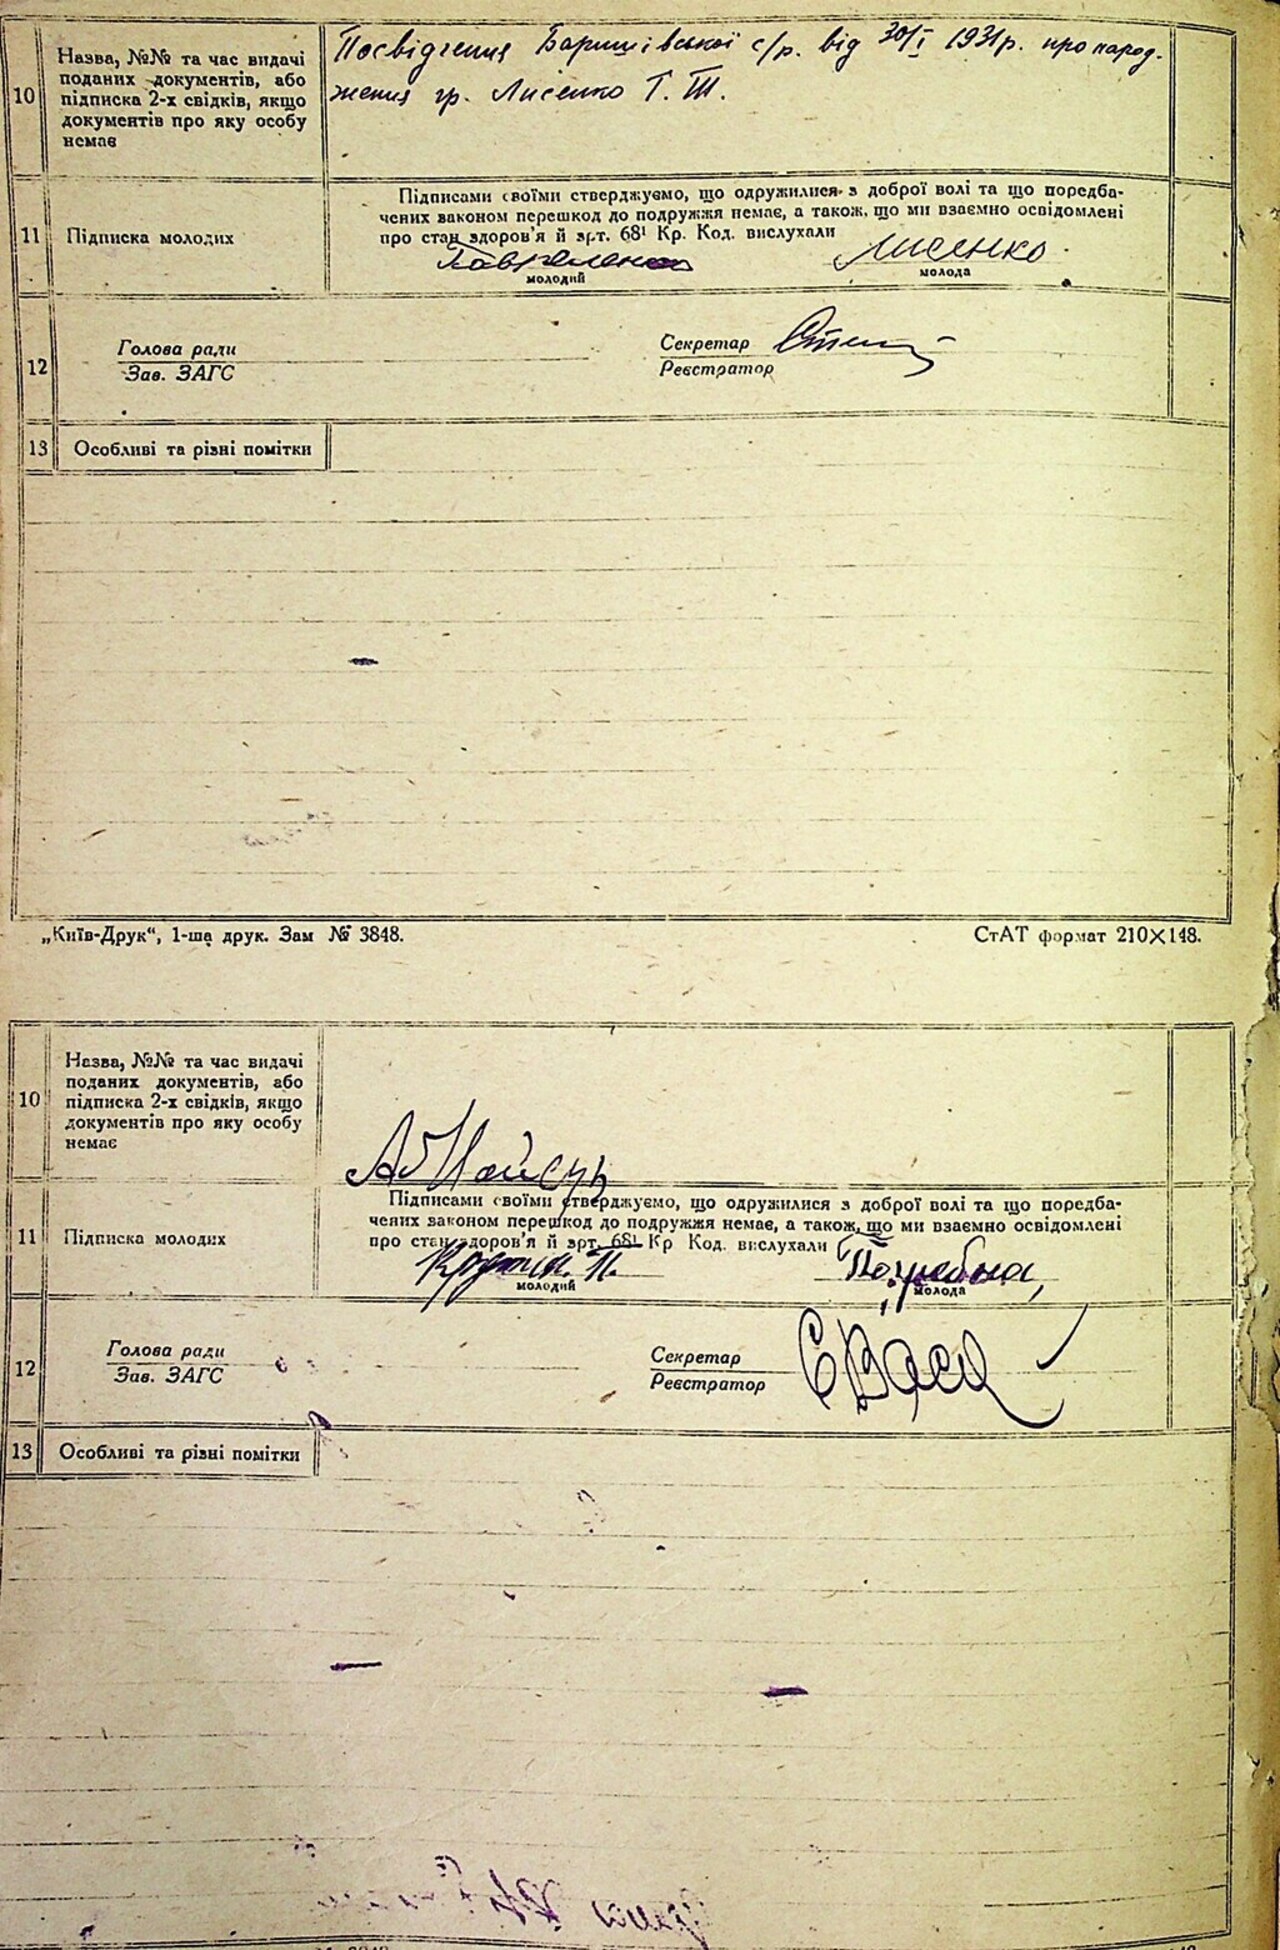 10
Назва, №№ та час видачі
поданих документів, або
підписка 2-х свідків, якщо
документів про яку особу
немає
Посвідчення Баришівської с/р. від 30/I 1931р. про народ-
ження гр. Лисенко Г. Т.
11
Підписка молодих
Підписами своїми стверджуємо, що одружилися з доброї волі та що поредба-
чених законом перешкод до подружжя немає, а також, що ми взаємно освідомлені
про стан здоров'я й арт. 68¹ Кр. Код. вислухали
Лисенко
молодий
молода
12
Голова ради
Зав. ЗАГС
Секретар
Реєстратор
13
Особливі та різні помітки
„Київ-Друк“, 1-ша друк. Зам № 3848.
СтАТ формат 210×148.
10
Назва, №№ та час видачі
поданих документів, або
підписка 2-х свідків, якщо
документів про яку особу
немає
11
Підписка молодих
Підписами своїми стверджуємо, що одружилися з доброї волі та що поредба-
чених законом перешкод до подружжя немає, а також, що ми взаємно освідомлені
про стан здоров'я й арт. 68¹ Кр Код. вислухали
Погребна
молодий
молода
12
Голова ради
Зав. ЗАГС
Секретар
Реєстратор
13
Особливі та різні помітки